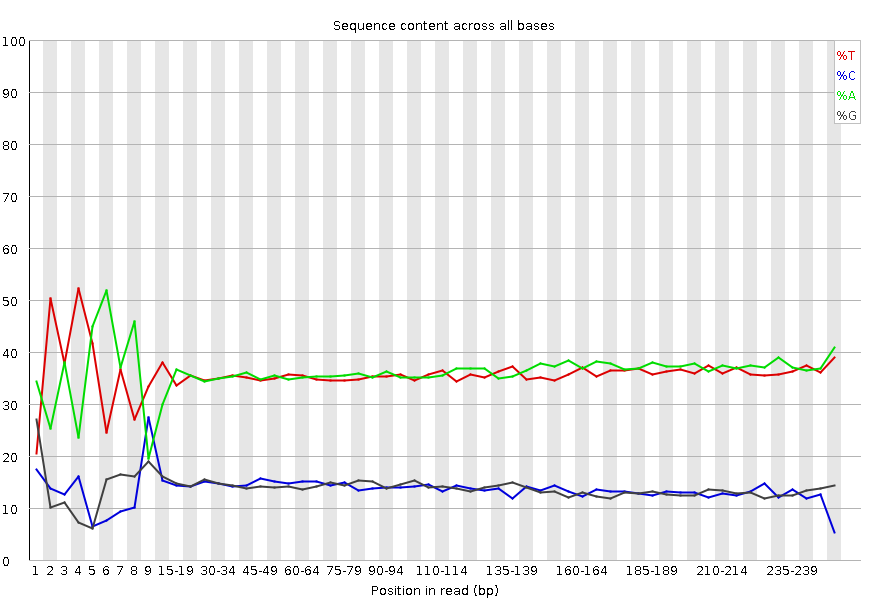 Sequence content across all bases
100
90
80
70
60
50
40
30
20
10
0
%T
%C
%A
%G
1 2 3 4 5 6 7 8 9 15-19 30-34 45-49 60-64 75-79 90-94 110-114 135-139 160-164 185-189 210-214 235-239
Position in read (bp)